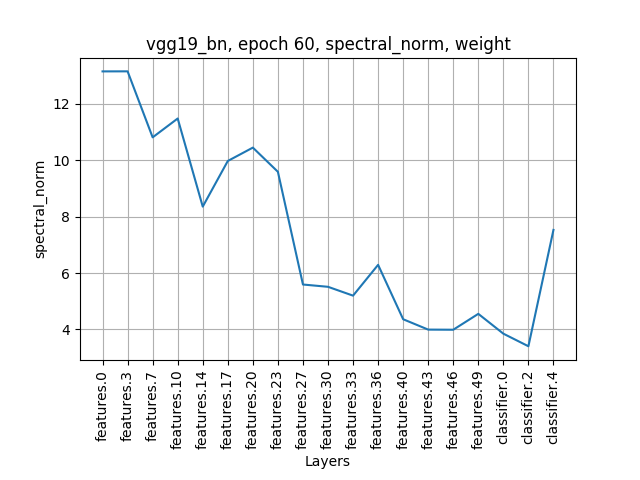 vgg19_bn, epoch 60, spectral_norm, weight
12
10
8
6
4
spectral_norm
features.0
features.3
features.7
features.10
features.14
features.17
features.20
features.23
features.27
features.30
features.33
features.36
features.40
features.43
features.46
features.49
classifier.0
classifier.2
classifier.4
Layers